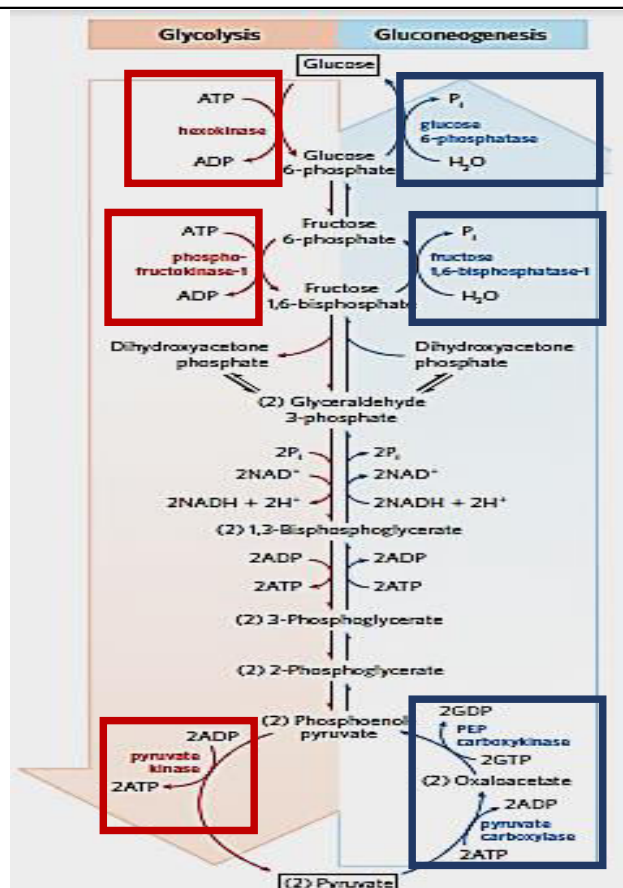 Glycolysis
Gluconeogenesis
Glucose
ATP
hexokinase
ADP
P i
glucose
6-phosphatase
H₂O
Glucose
6-phosphate
ATP
phospho-
fructokinase-1
ADP
Fructose
6-phosphate
P i
fructose
1,6-bisphosphatase-1
H₂O
Fructose
1,6-bisphosphate
Dihydroxyacetone
phosphate
Dihydroxyacetone
phosphate
(2) Glyceraldehyde
3-phosphate
2P i
2NAD⁺
2NADH + 2H⁺
2P i
2NAD⁺
2NADH + 2H⁺
(2) 1,3-Bisphosphoglycerate
2ADP
2ATP
2ADP
2ATP
(2) 3-Phosphoglycerate
(2) 2-Phosphoglycerate
(2) Phosphoenol
pyruvate
2ADP
pyruvate
kinase
2ATP
2GDP
PEP
carboxykinase
2GTP
(2) Oxaloacetate
2ADP
pyruvate
carboxylase
2ATP
(2) Pyruvate